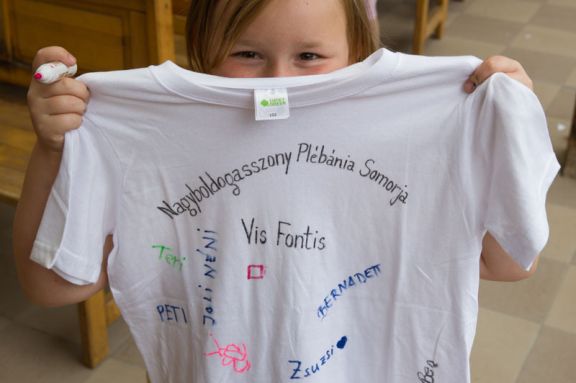 Nagyboldogasszony Plébánia Somorja
Vis Fontis
Teri
JOLI NÉNI
PETI
BERNADETT
Zsuzsi